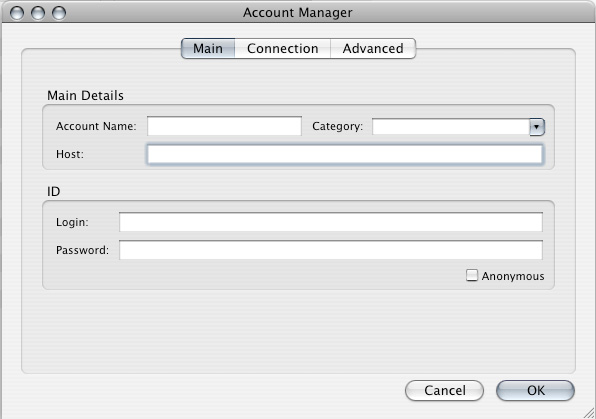 Account Manager
Main Connection Advanced
Main Details
Account Name: Category:
Host:
ID
Login:
Password:
Anonymous
Cancel OK